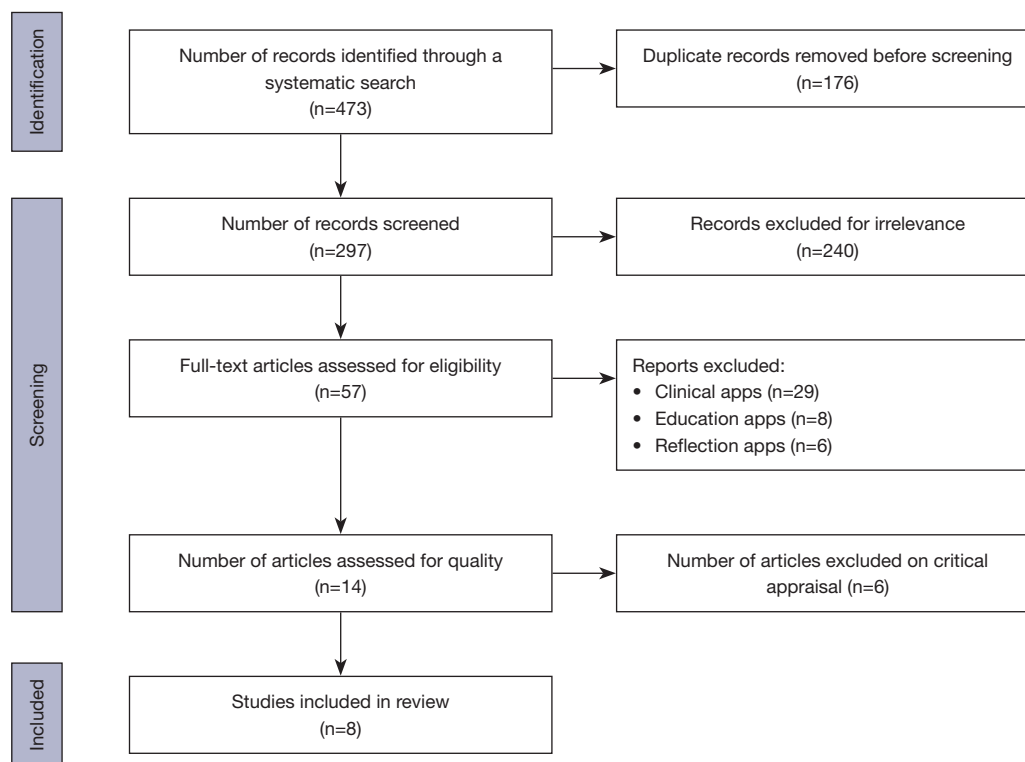 Identification
Number of records identified through a
systematic search
(n=473)
Duplicate records removed before screening
(n=176)
Screening
Number of records screened
(n=297)
Records excluded for irrelevance
(n=240)
Full-text articles assessed for eligibility
(n=57)
Reports excluded:
• Clinical apps (n=29)
• Education apps (n=8)
• Reflection apps (n=6)
Number of articles assessed for quality
(n=14)
Number of articles excluded on critical
appraisal (n=6)
Included
Studies included in review
(n=8)